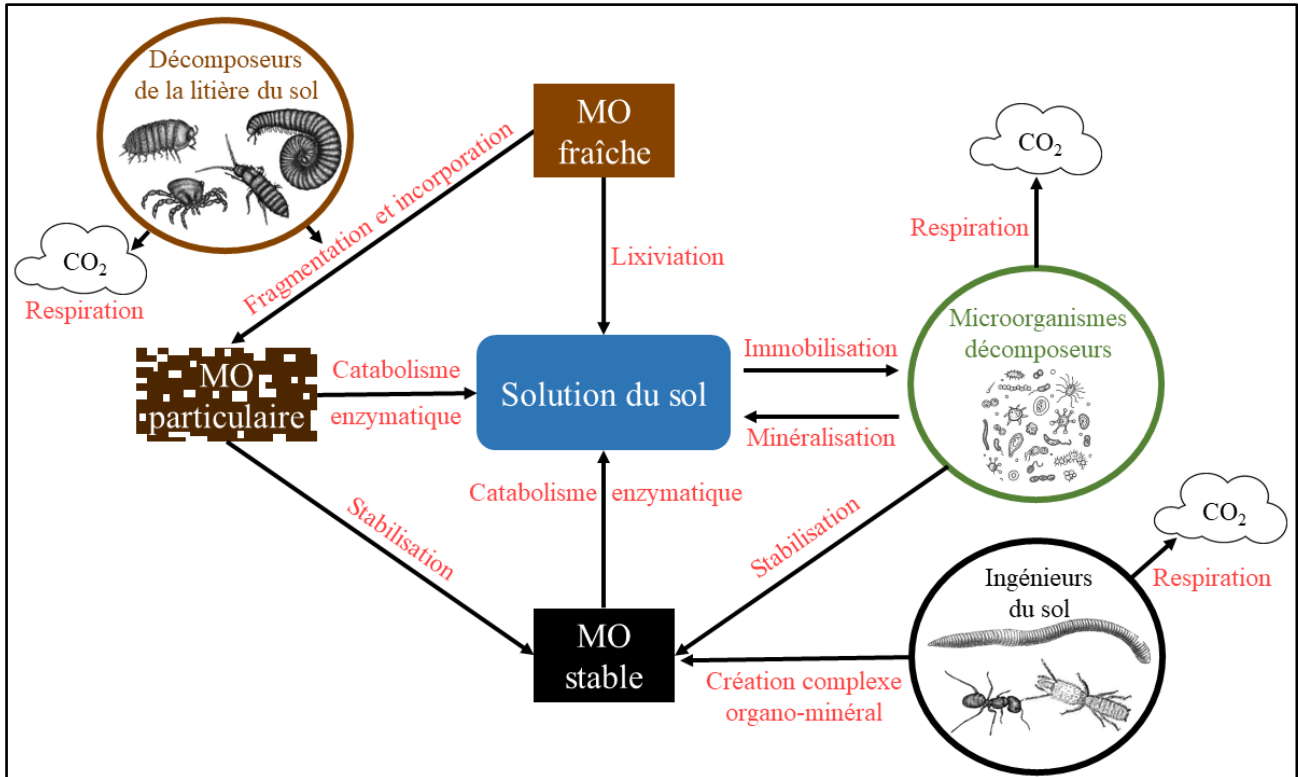 Décomposeurs
de la litière du sol
MO
fraîche
CO2
Fragmentation et incorporation
Lixiviation
Respiration
CO2
Respiration
MO
particulaire
Catabolisme
enzymatique
Solution du sol
Immobilisation
Minéralisation
Microorganismes
décomposeurs
Catabolisme enzymatique
Stabilisation
Stabilisation
CO2
Respiration
MO
stable
Création complexe
organo-minéral
Ingénieurs
du sol